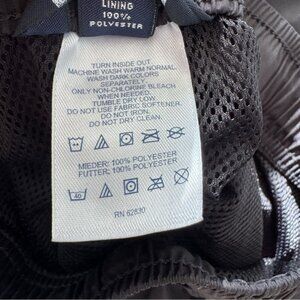 LINING
100%
POLYESTER
TURN INSIDE OUT
MACHINE WASH WARM NORMAL.
WASH DARK COLORS
SEPARATELY.
ONLY NON-CHLORINE BLEACH
WHEN NEEDED.
TUMBLE DRY LOW.
DO NOT USE FABRIC SOFTENER.
DO NOT IRON.
DO NOT DRY CLEAN.
MIEDER: 100% POLYESTER
FUTTER: 100% POLYESTER
40
RN 62830